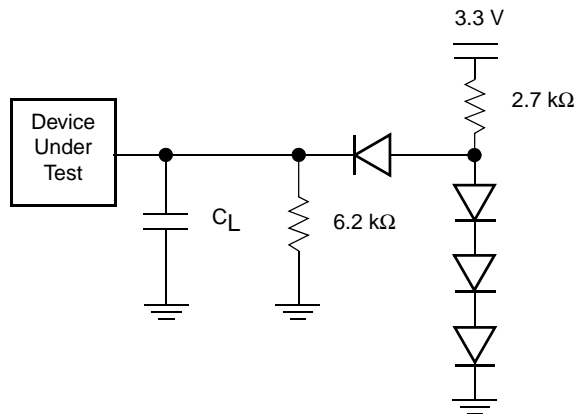 3.3 V
2.7 kΩ
Device
Under
Test
CL
6.2 kΩ